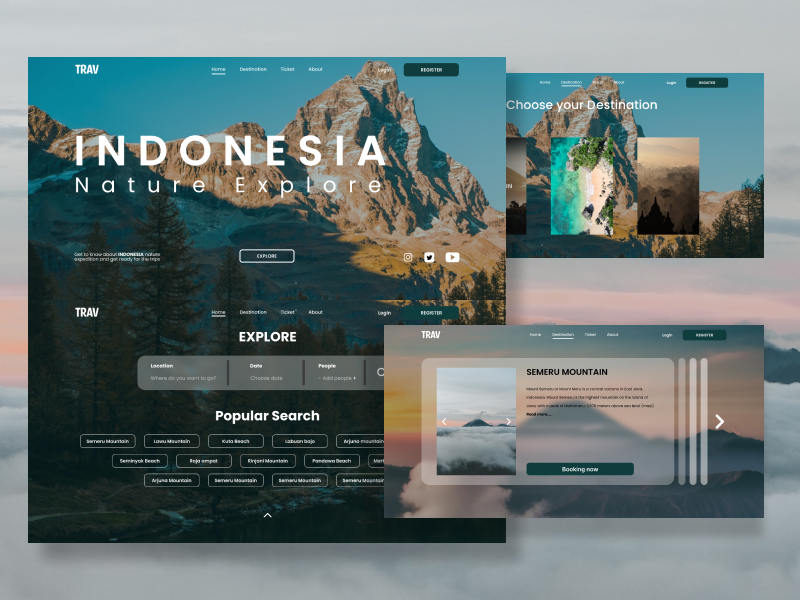 TRAV
Home Destination Ticket About
Login REGISTER
INDONESIA
Nature Explore
Get to know about INDONESIA nature
expedition and get ready for the trips
EXPLORE
TRAV
Home Destination Ticket About
Login REGISTER
EXPLORE
Location Date People
Where do you want to go? Choose date - Add people +
Popular Search
Semeru Mountain Lawu Mountain Kuta Beach Labuan bajo Arjuna mountain
Seminyak Beach Raja ampat Rinjani Mountain Pandawa Beach
Arjuna Mountain Semeru Mountain Semeru Mountain Semeru Mountain
Home Destination Ticket About
Login REGISTER
Choose your Destination
TRAV
Home Destination Ticket About
Login REGISTER
SEMERU MOUNTAIN
Mount Semeru or Mount Meru is a conical volcano in East Java,
Indonesia. Mount Semeru is the highest mountain on the island of
Java, with a peak of Mahameru, 3,676 meters above sea level (masl).
Read more....
Booking now